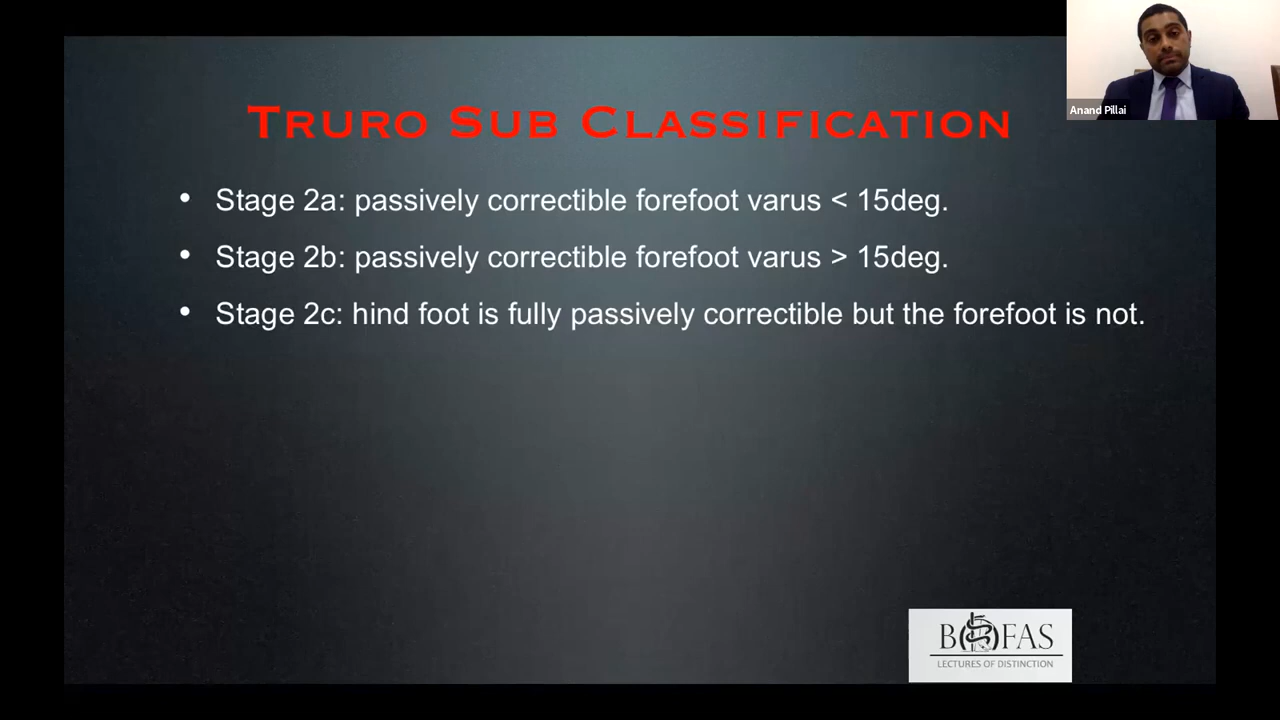 Truro Sub Classification
Anand Pillai
• Stage 2a: passively correctible forefoot varus < 15deg.
• Stage 2b: passively correctible forefoot varus > 15deg.
• Stage 2c: hind foot is fully passively correctible but the forefoot is not.
BOFAS
LECTURES OF DISTINCTION